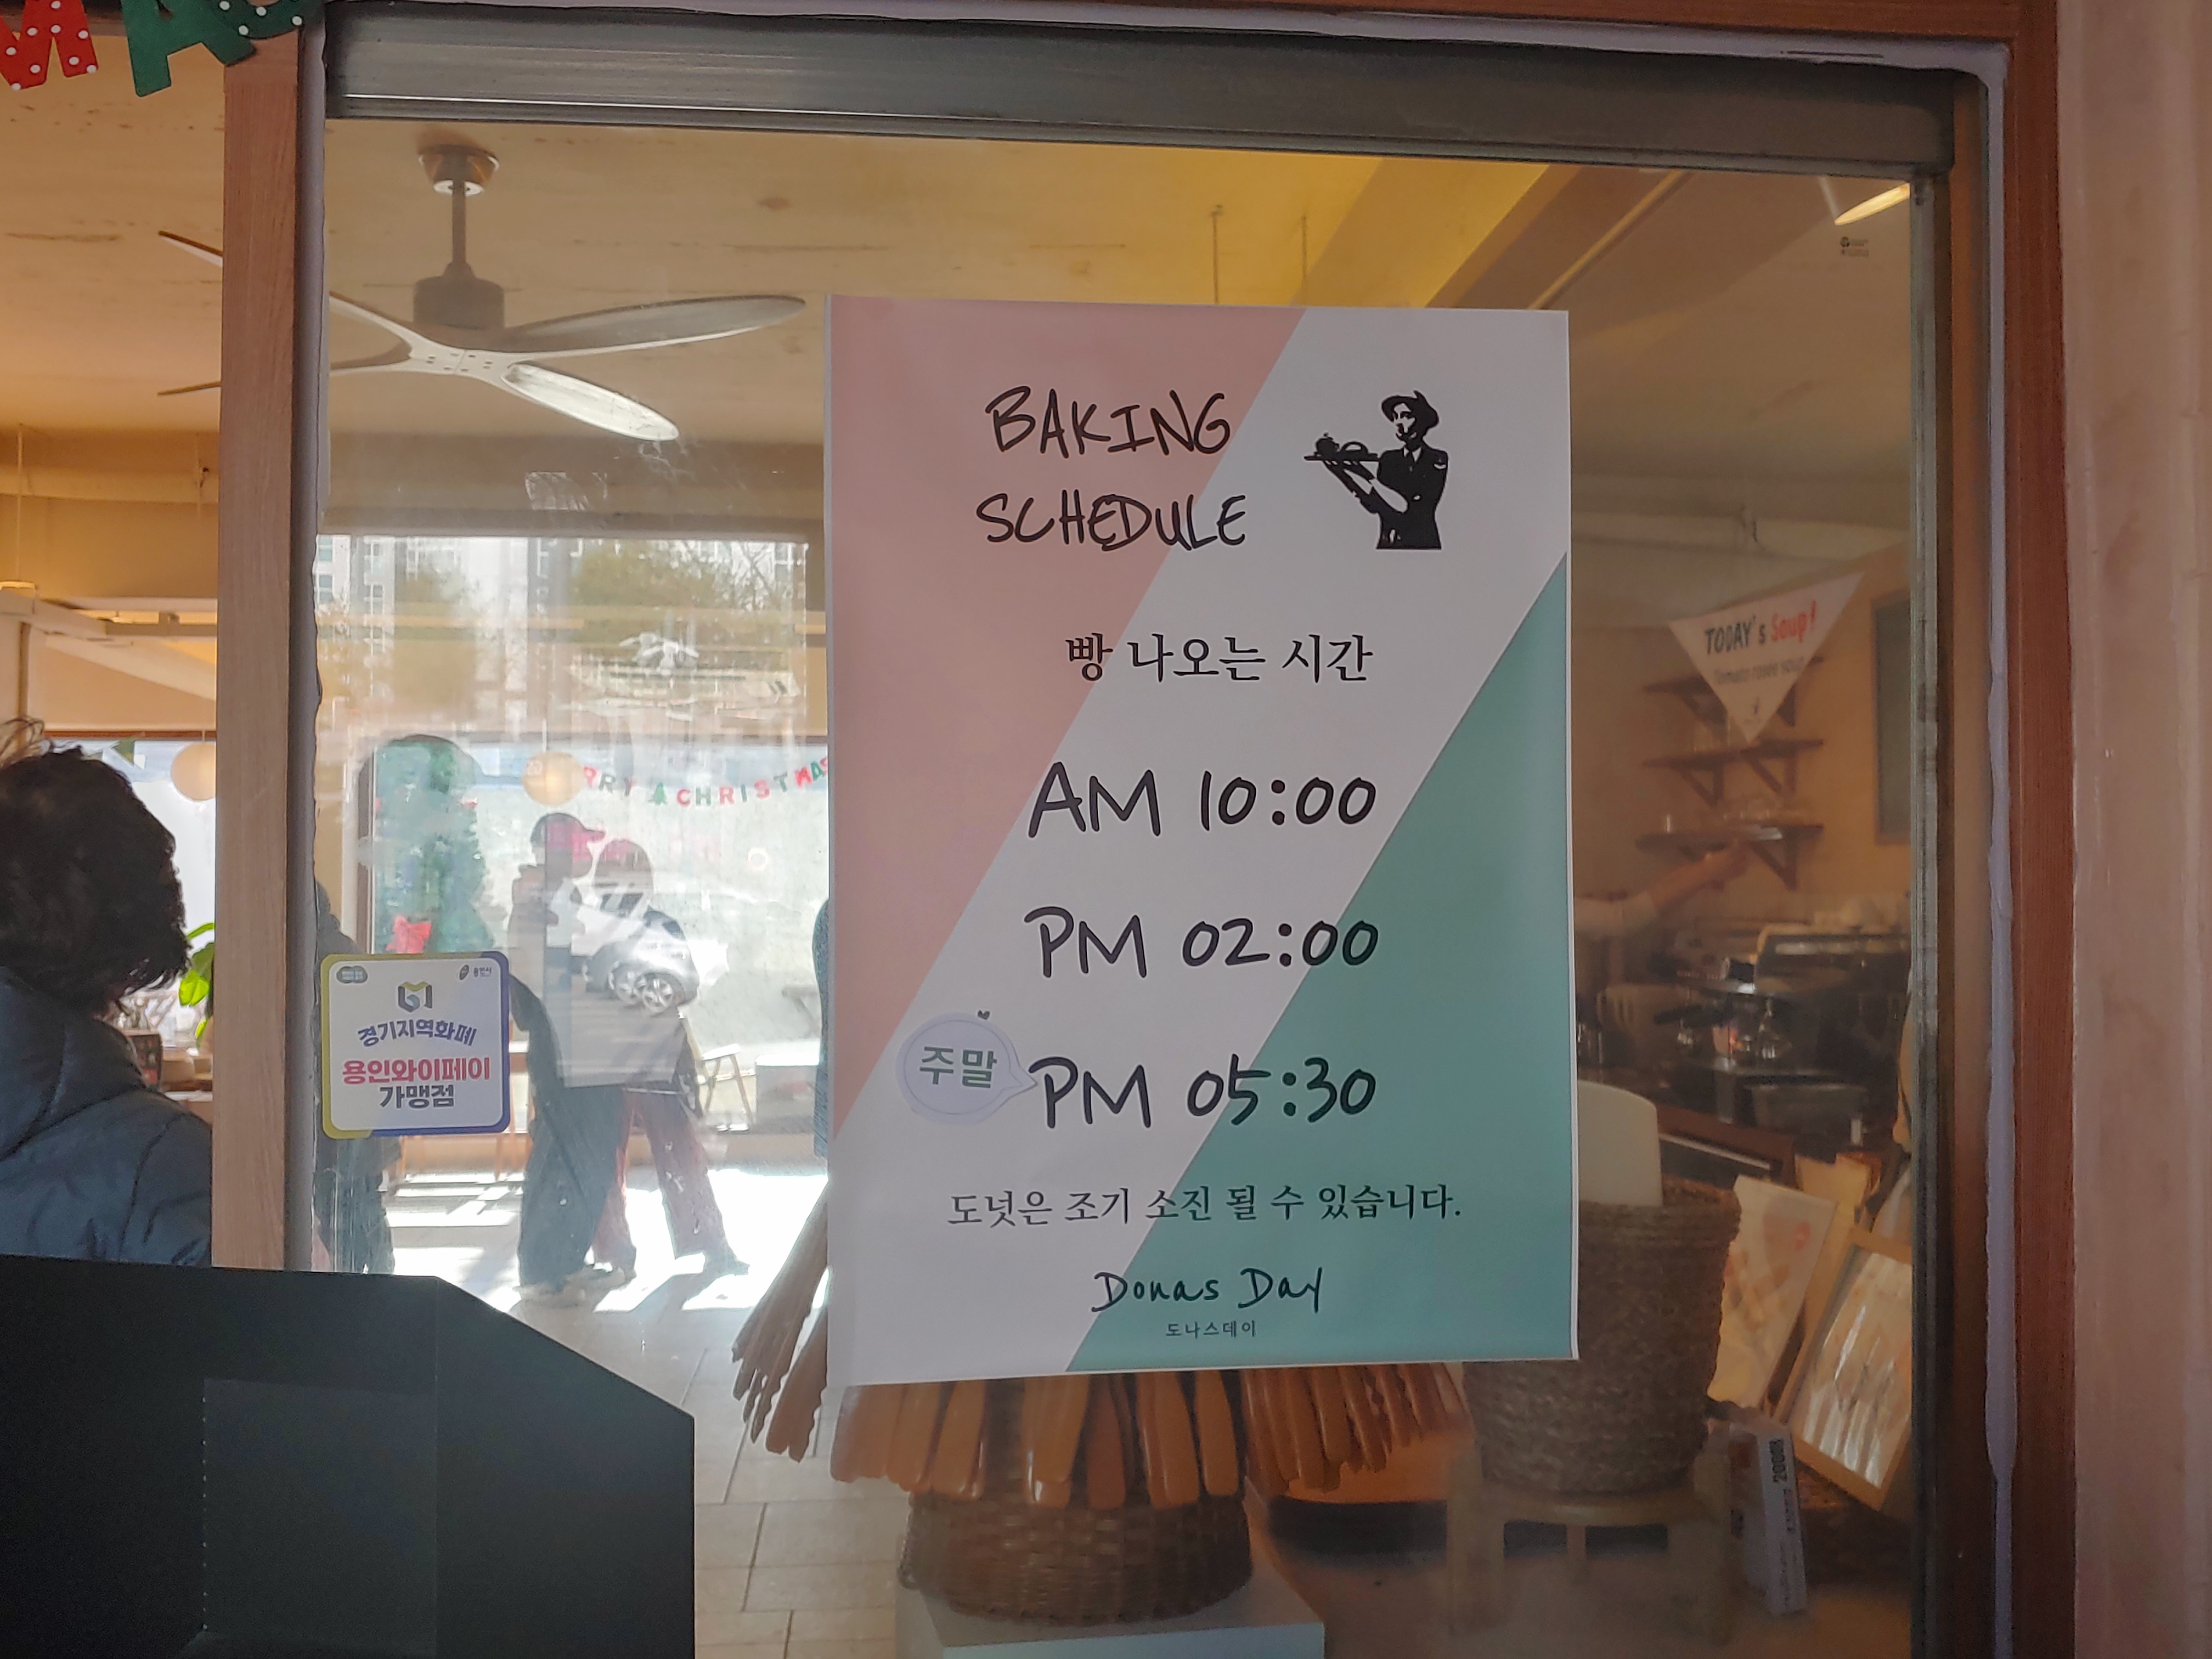 MAS
BAKING
SCHEDULE
빵 나오는 시간
AM 10:00
PM 02:00
주말
PM 05:30
도넛은 조기 소진 될 수 있습니다.
Donas Day
도나스데이
경기지역화폐
용인와이페이
가맹점
RRY CHRISTMAS
TODAY's Soup!